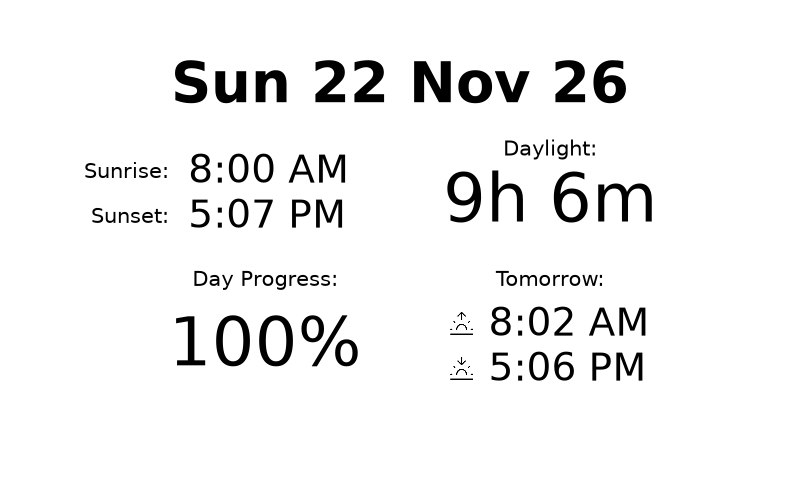 Sun 22 Nov 26
Sunrise: 8:00 AM
Sunset: 5:07 PM
Daylight:
9h 6m
Day Progress:
100%
Tomorrow:
8:02 AM
5:06 PM